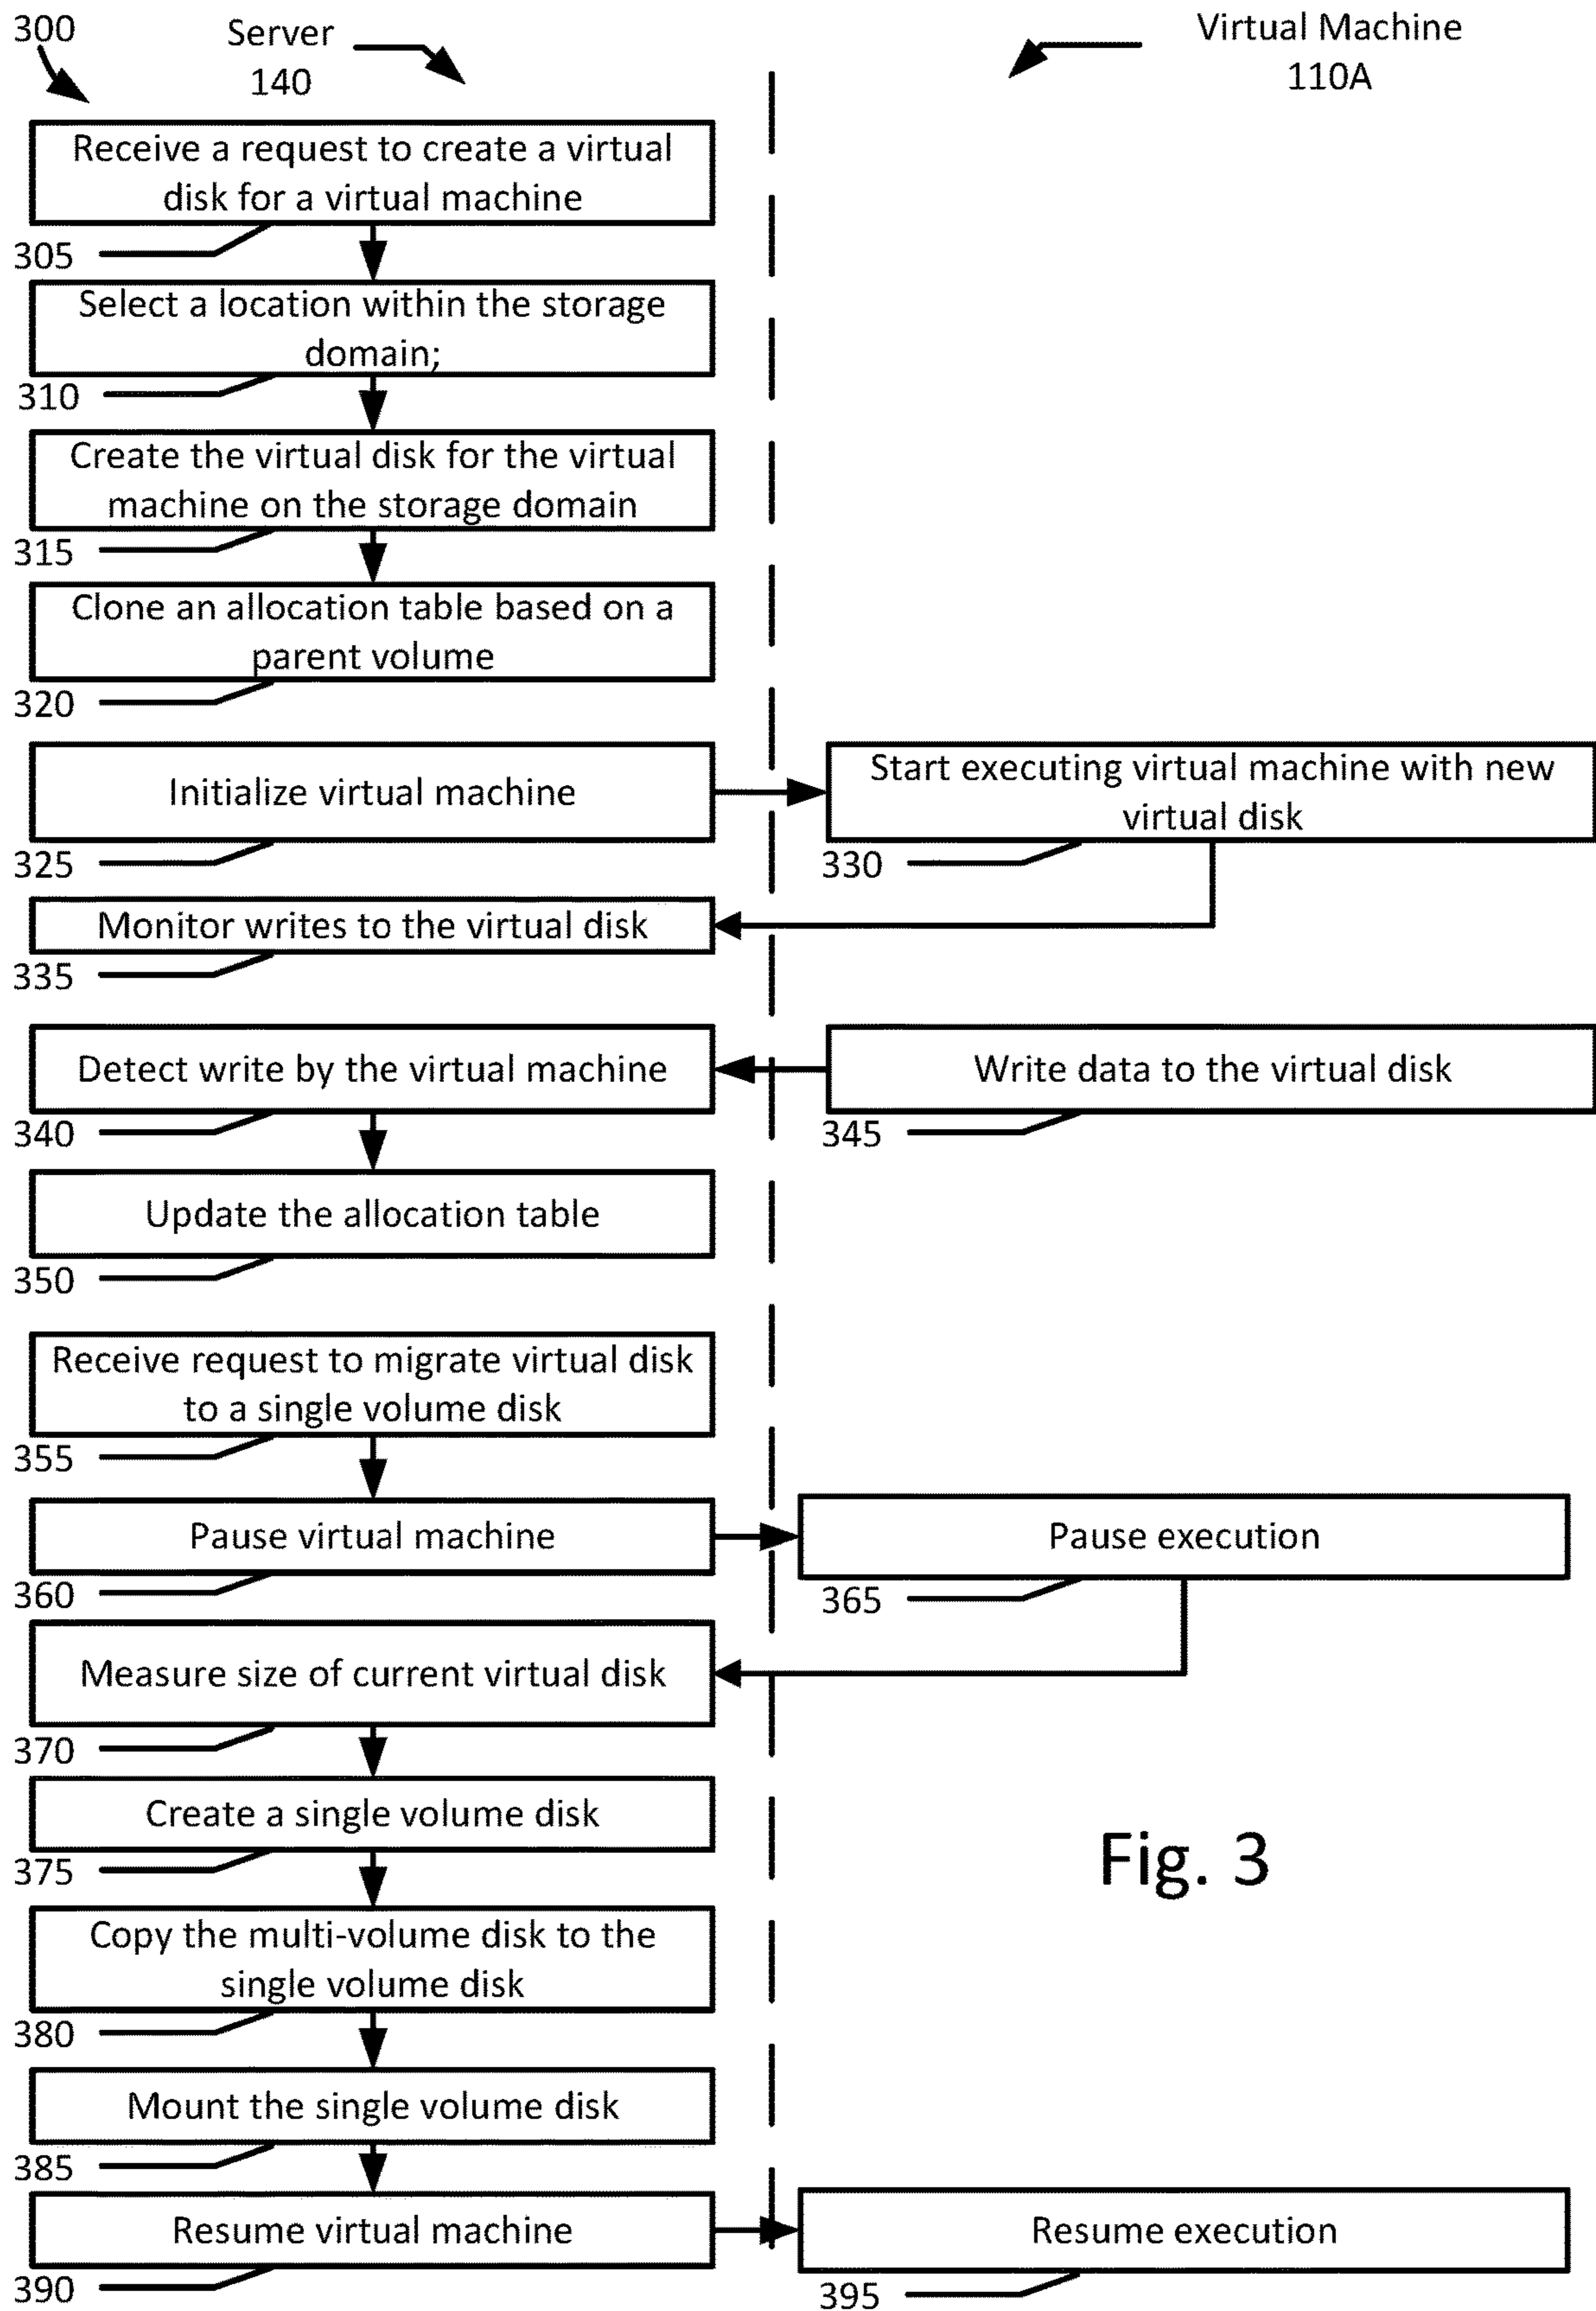 300
Server
140
Virtual Machine
110A
Receive a request to create a virtual
disk for a virtual machine
305
Select a location within the storage
domain;
310
Create the virtual disk for the virtual
machine on the storage domain
315
Clone an allocation table based on a
parent volume
320
Initialize virtual machine
325
Start executing virtual machine with new
virtual disk
330
Monitor writes to the virtual disk
335
Detect write by the virtual machine
340
Write data to the virtual disk
345
Update the allocation table
350
Receive request to migrate virtual disk
to a single volume disk
355
Pause virtual machine
360
Pause execution
365
Measure size of current virtual disk
370
Create a single volume disk
375
Fig. 3
Copy the multi-volume disk to the
single volume disk
380
Mount the single volume disk
385
Resume virtual machine
390
Resume execution
395